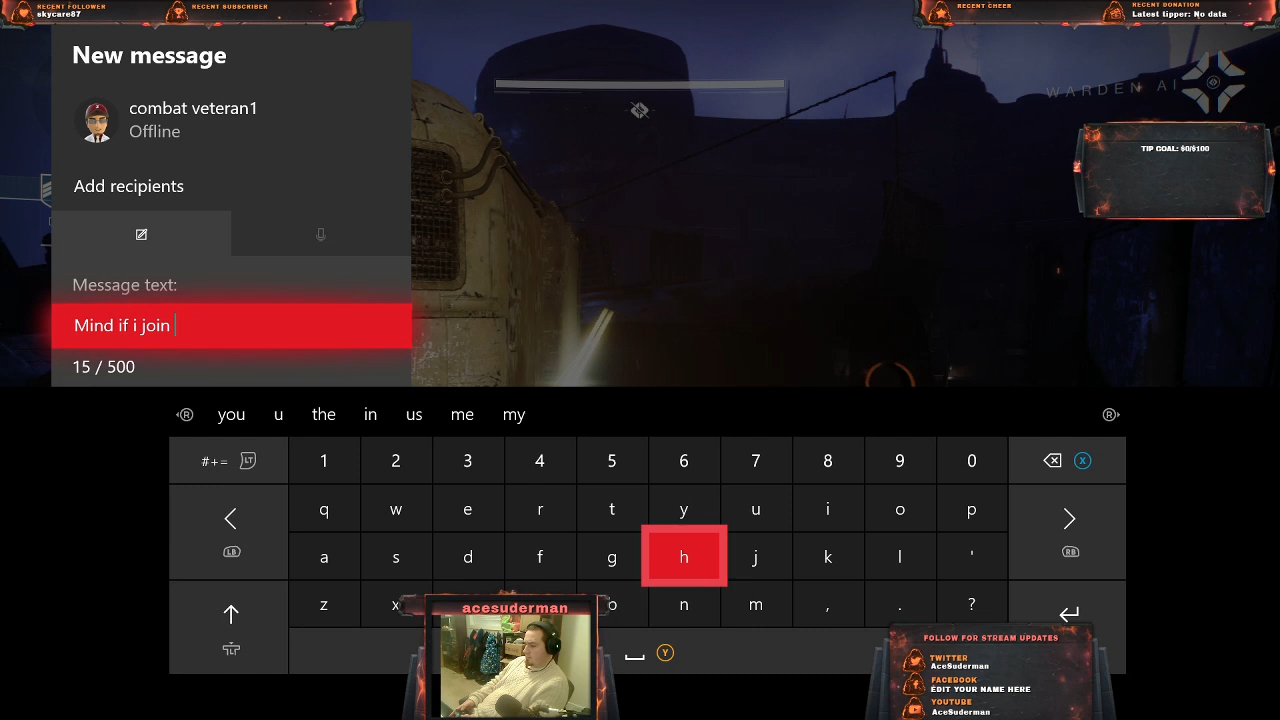 RECENT FOLLOWER
skycare87
RECENT SUBSCRIBER
RECENT CHEER
RECENT DONATION
Latest tipper: No data
New message
combat veteran1
Offline
Add recipients
Message text:
Mind if i join
15 / 500
WARDEN AI
TIP GOAL: $0/$100
R you u the in us me my R
#+= LT 1 2 3 4 5 6 7 8 9 0 X
q w e r t y u i o p
LB RB
a s d f g h j k l '
z x n m , . ?
Y
acesuderman
FOLLOW FOR STREAM UPDATES
TWITTER
AceSuderman
FACEBOOK
EDIT YOUR NAME HERE
YOUTUBE
AceSuderman